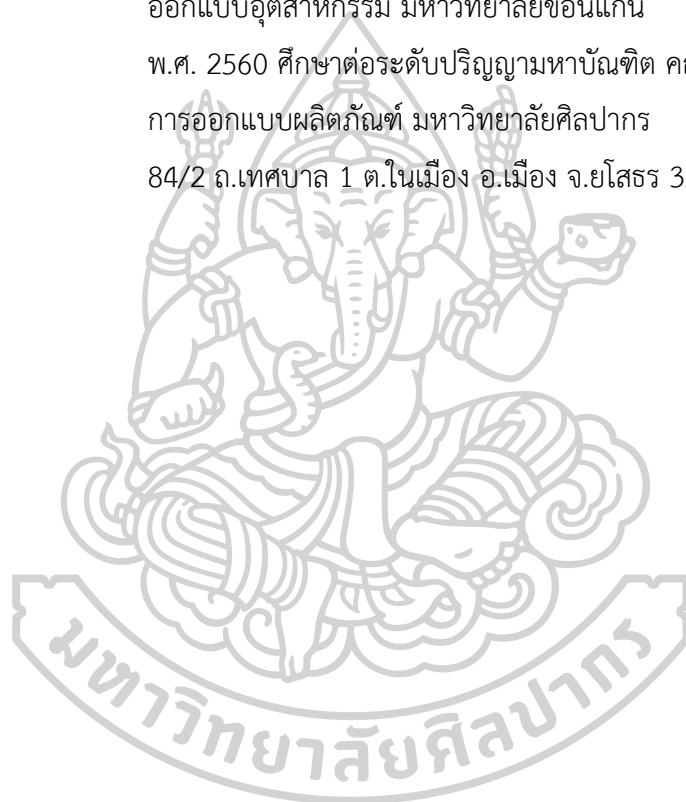 ออกแบบอุตสาหกรรม มหาวิทยาลัยขอนแก่น
พ.ศ. 2560 ศึกษาต่อระดับปริญญามหาบัณฑิต
การออกแบบผลิตภัณฑ์ มหาวิทยาลัยศิลปากร
84/2 ถ.เทศบาล 1 ต.ในเมือง อ.เมือง จ.ยโสธร 3
มหาวิทยาลัยศิลปากร